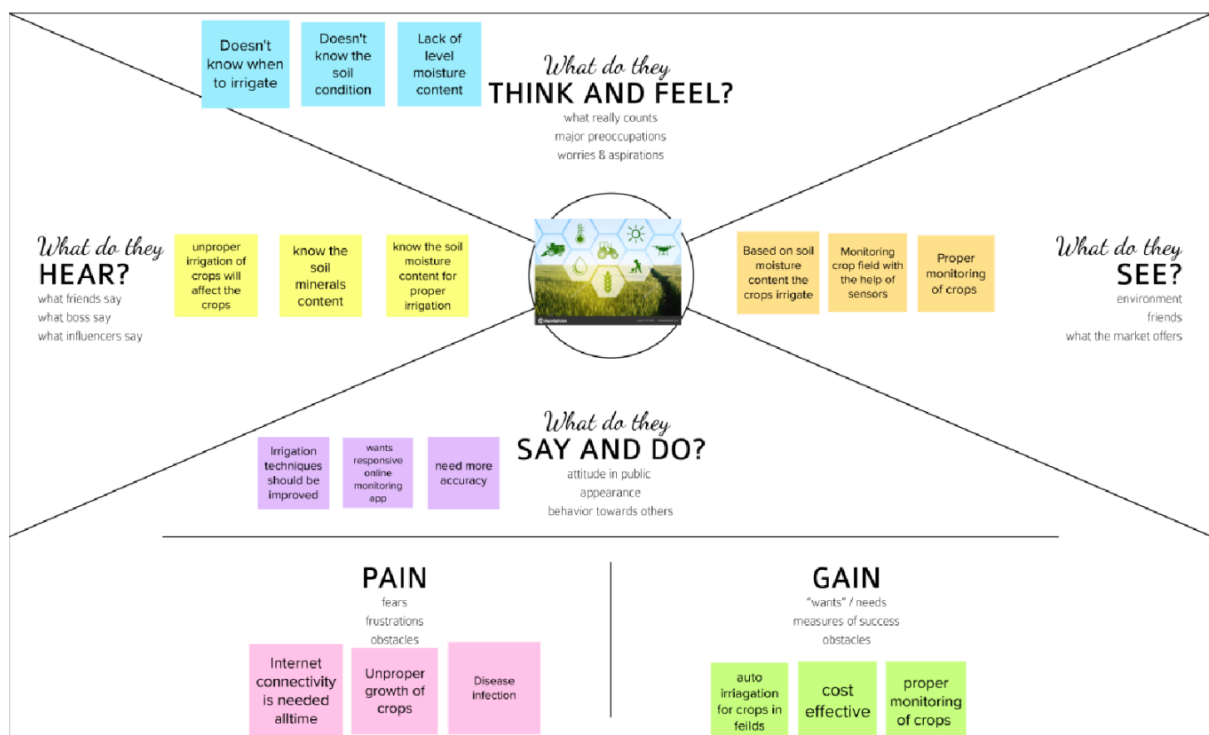 Doesn't
know when
to irrigate
Doesn't
know the
soil
condition
Lack of
level
moisture
content
What do they
THINK AND FEEL?
what really counts
major preoccupations
worries & aspirations
What do they
HEAR?
what friends say
what boss say
what influencers say
unproper
irrigation of
crops will
affect the
crops
know the
soil
minerals
content
know the soil
moisture
content for
proper
irrigation
Based on soil
moisture
content the
crops irrigate
Monitoring
crop field with
the help of
sensors
Proper
monitoring
of crops
What do they
SEE?
environment
friends
what the market offers
What do they
SAY AND DO?
attitude in public
appearance
behavior towards others
Irrigation
techniques
should be
improved
wants
responsive
online
monitoring
app
need more
accuracy
PAIN
fears
frustrations
obstacles
Internet
connectivity
is needed
alltime
Unproper
growth of
crops
Disease
infection
GAIN
"wants" / needs
measures of success
obstacles
auto
irriagation
for crops in
feilds
cost
effective
proper
monitoring
of crops